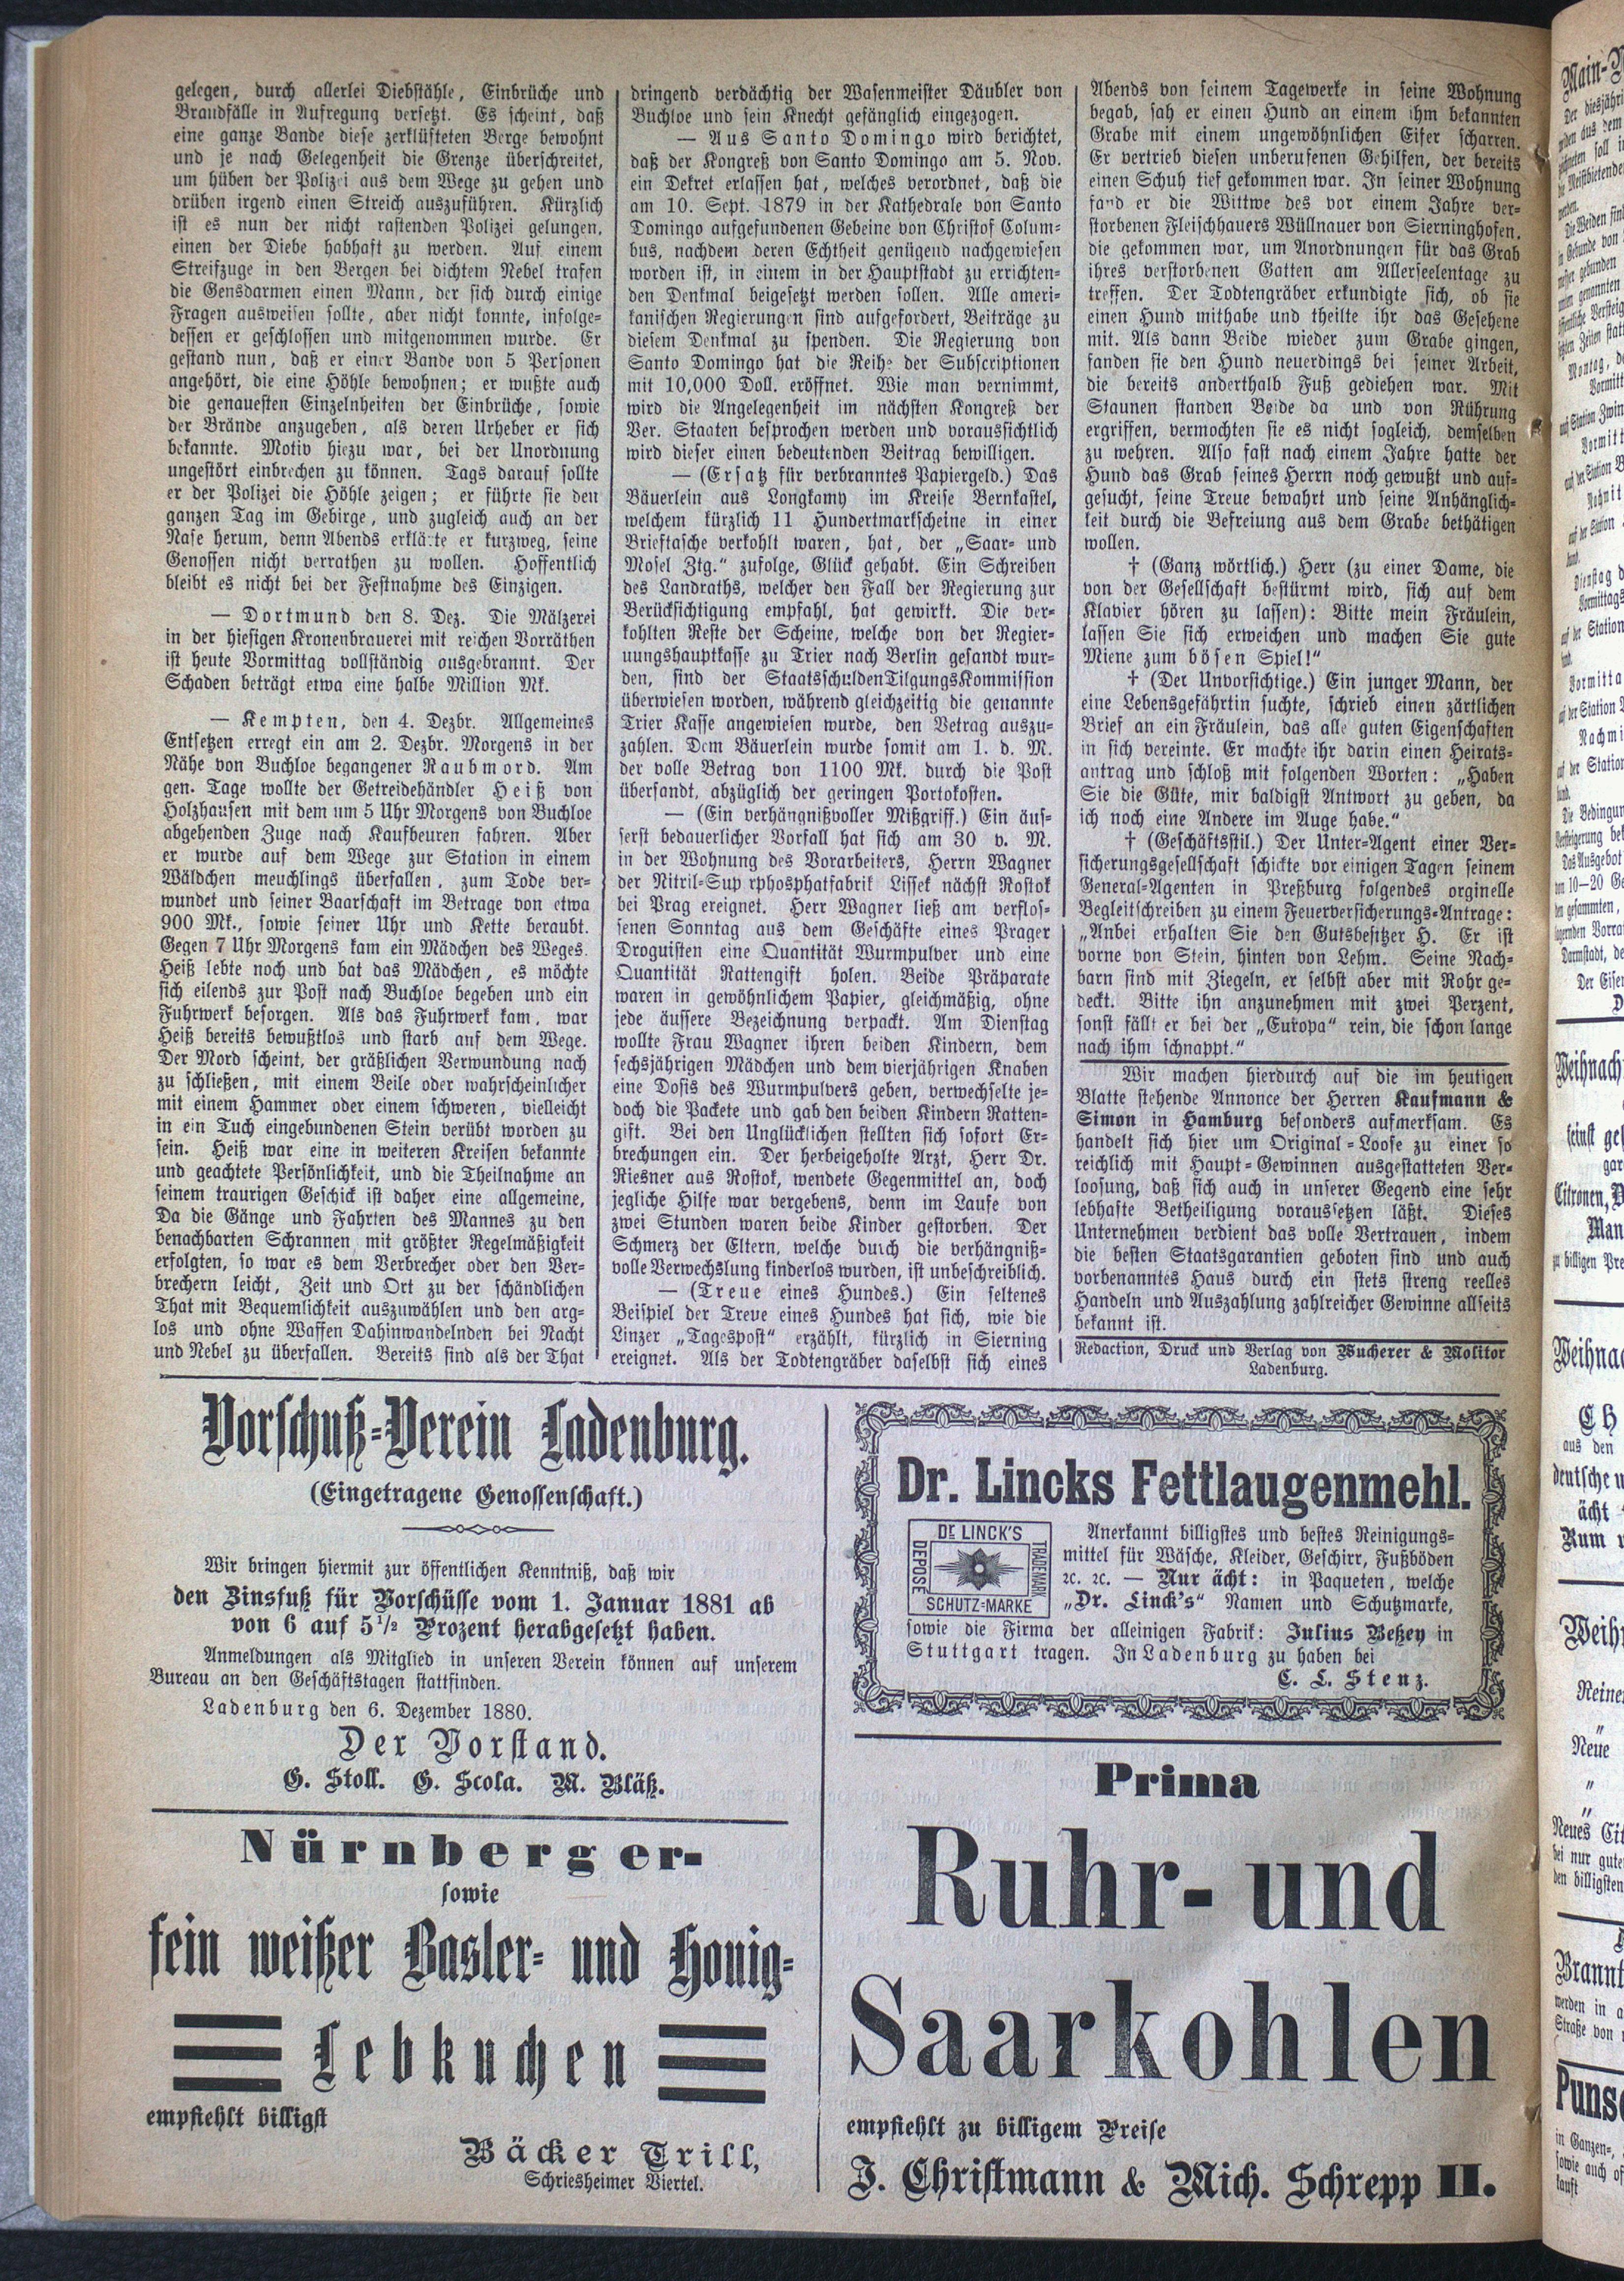 gelegen, durch allerlei Diebstähle, Einbrüche und
Brandfälle in Aufregung versetzt. Es scheint, daß
eine ganze Bande diese zerklüfteten Berge bewohnt
und je nach Gelegenheit die Grenze überschreitet,
um hüben der Polizei aus dem Wege zu gehen und
drüben irgend einen Streich auszuführen. Kürzlich
ist es nun der nicht rastenden Polizei gelungen,
einen der Diebe habhaft zu werden. Auf einem
Streifzuge in den Bergen bei dichtem Nebel trafen
die Gensdarmen einen Mann, der sich durch einige
Fragen ausweisen sollte, aber nicht konnte, infolge-
dessen er geschlossen und mitgenommen wurde. Er
gestand nun, daß er einer Bande von 5 Personen
angehört, die eine Höhle bewohnen; er wußte auch
die genauesten Einzelnheiten der Einbrüche, sowie
der Brände anzugeben, als deren Urheber er sich
bekannte. Motiv hiezu war, bei der Unordnung
ungestört einbrechen zu können. Tags darauf sollte
er der Polizei die Höhle zeigen; er führte sie den
ganzen Tag im Gebirge, und zugleich auch an der
Nase herum, denn Abends erklärte er kurzweg, seine
Genossen nicht verrathen zu wollen. Hoffentlich
bleibt es nicht bei der Festnahme des Einzigen.
— Dortmund den 8. Dez. Die Mälzerei
in der hiesigen Kronenbrauerei mit reichen Vorräthen
ist heute Vormittag vollständig ausgebrannt. Der
Schaden beträgt etwa eine halbe Million Mk.
— Kempten, den 4. Dezbr. Allgemeines
Entsetzen erregt ein am 2. Dezbr. Morgens in der
Nähe von Buchloe begangener Raubmord. Am
gen. Tage wollte der Getreidehändler Heiß von
Holzhausen mit dem um 5 Uhr Morgens von Buchloe
abgehenden Zuge nach Kaufbeuren fahren. Aber
er wurde auf dem Wege zur Station in einem
Wäldchen meuchlings überfallen, zum Tode ver-
wundet und seiner Baarschaft im Betrage von etwa
900 Mk., sowie seiner Uhr und Kette beraubt.
Gegen 7 Uhr Morgens kam ein Mädchen des Weges.
Heiß lebte noch und bat das Mädchen, es möchte
sich eilends zur Post nach Buchloe begeben und ein
Fuhrwerk besorgen. Als das Fuhrwerk kam, war
Heiß bereits bewußtlos und starb auf dem Wege.
Der Mord scheint, der gräßlichen Verwundung nach
zu schließen, mit einem Beile oder wahrscheinlicher
mit einem Hammer oder einem schweren, vielleicht
in ein Tuch eingebundenen Stein verübt worden zu
sein. Heiß war eine in weiteren Kreisen bekannte
und geachtete Persönlichkeit, und die Theilnahme an
seinem traurigen Geschick ist daher eine allgemeine,
Da die Gänge und Fahrten des Mannes zu den
benachbarten Schrannen mit größter Regelmäßigkeit
erfolgten, so war es dem Verbrecher oder den Ver-
brechern leicht, Zeit und Ort zu der schändlichen
That mit Bequemlichkeit auszuwählen und den arg-
los und ohne Waffen Dahinwandelnden bei Nacht
und Nebel zu überfallen. Bereits sind als der That
dringend verdächtig der Wasenmeister Däubler von
Buchloe und sein Knecht gefänglich eingezogen.
— Aus Santo Domingo wird berichtet,
daß der Kongreß von Santo Domingo am 5. Nov.
ein Dekret erlassen hat, welches verordnet, daß die
am 10. Sept. 1879 in der Kathedrale von Santo
Domingo aufgefundenen Gebeine von Christof Colum-
bus, nachdem deren Echtheit genügend nachgewiesen
worden ist, in einem in der Hauptstadt zu errichten-
den Denkmal beigesetzt werden sollen. Alle ameri-
kanischen Regierungen sind aufgefordert, Beiträge zu
diesem Denkmal zu spenden. Die Regierung von
Santo Domingo hat die Reihe der Subscriptionen
mit 10,000 Doll. eröffnet. Wie man vernimmt,
wird die Angelegenheit im nächsten Kongreß der
Ver. Staaten besprochen werden und voraussichtlich
wird dieser einen bedeutenden Beitrag bewilligen.
— (Ersatz für verbranntes Papiergeld.) Das
Bäuerlein aus Longkamy im Kreise Bernkastel,
welchem kürzlich 11 Hundertmarkscheine in einer
Brieftasche verkohlt waren, hat, der „Saar- und
Mosel Ztg.“ zufolge, Glück gehabt. Ein Schreiben
des Landraths, welcher den Fall der Regierung zur
Berücksichtigung empfahl, hat gewirkt. Die ver-
kohlten Reste der Scheine, welche von der Regier-
uungshauptkasse zu Trier nach Berlin gesandt wur-
den, sind der StaatsschuldenTilgungsKommission
überwiesen worden, während gleichzeitig die genannte
Trier Kasse angewiesen wurde, den Betrag auszu-
zahlen. Dem Bäuerlein wurde somit am 1. d. M.
der volle Betrag von 1100 Mk. durch die Post
übersandt, abzüglich der geringen Portokosten.
— (Ein verhängnißvoller Mißgriff.) Ein äus-
serst bedauerlicher Vorfall hat sich am 30 v. M.
in der Wohnung des Vorarbeiters, Herrn Wagner
der Nitril-Sup rphosphatfabrik Lissek nächst Rostok
bei Prag ereignet. Herr Wagner ließ am verflos-
senen Sonntag aus dem Geschäfte eines Prager
Droguisten eine Quantität Wurmpulver und eine
Quantität Rattengift holen. Beide Präparate
waren in gewöhnlichem Papier, gleichmäßig, ohne
jede äussere Bezeichnung verpackt. Am Dienstag
wollte Frau Wagner ihren beiden Kindern, dem
sechsjährigen Mädchen und dem vierjährigen Knaben
eine Dosis des Wurmpulvers geben, verwechselte je-
doch die Packete und gab den beiden Kindern Ratten-
gift. Bei den Unglücklichen stellten sich sofort Er-
brechungen ein. Der herbeigeholte Arzt, Herr Dr.
Riesner aus Rostok, wendete Gegenmittel an, doch
jegliche Hilfe war vergebens, denn im Laufe von
zwei Stunden waren beide Kinder gestorben. Der
Schmerz der Eltern, welche durch die verhängniß-
volle Verwechslung kinderlos wurden, ist unbeschreiblich.
— (Treue eines Hundes.) Ein seltenes
Beispiel der Treue eines Hundes hat sich, wie die
Linzer „Tagespost“ erzählt, kürzlich in Sierning
ereignet. Als der Todtengräber daselbst sich eines
Abends von seinem Tagewerke in seine Wohnung
begab, sah er einen Hund an einem ihm bekannten
Grabe mit einem ungewöhnlichen Eifer scharren.
Er vertrieb diesen unberufenen Gehilfen, der bereits
einen Schuh tief gekommen war. In seiner Wohnung
fand er die Wittwe des vor einem Jahre ver-
storbenen Fleischhauers Wüllnauer von Sierninghofen,
die gekommen war, um Anordnungen für das Grab
ihres verstorbenen Gatten am Allerseelentage zu
treffen. Der Todtengräber erkundigte sich, ob sie
einen Hund mithabe und theilte ihr das Gesehene
mit. Als dann Beide wieder zum Grabe gingen,
fanden sie den Hund neuerdings bei seiner Arbeit,
die bereits anderthalb Fuß gediehen war. Mit
Staunen standen Beide da und von Rührung
ergriffen, vermochten sie es nicht sogleich, demselben
zu wehren. Also fast nach einem Jahre hatte der
Hund das Grab seines Herrn noch gewußt und auf-
gesucht, seine Treue bewahrt und seine Anhänglich-
keit durch die Befreiung aus dem Grabe bethätigen
wollen.
† (Ganz wörtlich.) Herr (zu einer Dame, die
von der Gesellschaft bestürmt wird, sich auf dem
Klavier hören zu lassen): Bitte mein Fräulein,
lassen Sie sich erweichen und machen Sie gute
Miene zum bösen Spiel!“
† (Der Unvorsichtige.) Ein junger Mann, der
eine Lebensgefährtin suchte, schrieb einen zärtlichen
Brief an ein Fräulein, das alle guten Eigenschaften
in sich vereinte. Er machte ihr darin einen Heirats-
antrag und schloß mit folgenden Worten: „Haben
Sie die Güte, mir baldigst Antwort zu geben, da
ich noch eine Andere im Auge habe.“
† (Geschäftsstil.) Der Unter-Agent einer Ver-
sicherungsgesellschaft schickte vor einigen Tagen seinem
General-Agenten in Preßburg folgendes orginelle
Begleitschreiben zu einem Feuerversicherungs-Antrage:
„Anbei erhalten Sie den Gutsbesitzer H. Er ist
vorne von Stein, hinten von Lehm. Seine Nach-
barn sind mit Ziegeln, er selbst aber mit Rohr ge-
deckt. Bitte ihn anzunehmen mit zwei Perzent,
sonst fällt er bei der „Europa“ rein, die schon lange
nach ihm schnappt.“
Wir machen hierdurch auf die im heutigen
Blatte stehende Annonce der Herren Kaufmann &
Simon in Hamburg besonders aufmerksam. Es
handelt sich hier um Original-Loose zu einer so
reichlich mit Haupt-Gewinnen ausgestatteten Ver-
loosung, daß sich auch in unserer Gegend eine sehr
lebhafte Betheiligung voraussetzen läßt. Dieses
Unternehmen verdient das volle Vertrauen, indem
die besten Staatsgarantien geboten sind und auch
vorbenanntes Haus durch ein stets streng reelles
Handeln und Auszahlung zahlreicher Gewinne allseits
bekannt ist.
Redaction, Druck und Verlag von Bucherer & Molitor
Ladenburg.
Vorschuß-Verein Ladenburg.
(Eingetragene Genossenschaft.)
Wir bringen hiermit zur öffentlichen Kenntniß, daß wir
den Zinsfuß für Vorschüsse vom 1. Januar 1881 ab
von 6 auf 5 1/2 Prozent herabgesetzt haben.
Anmeldungen als Mitglied in unseren Verein können auf unserem
Bureau an den Geschäftstagen stattfinden.
Ladenburg den 6. Dezember 1880.
Der Vorstand.
G. Stoll. G. Scola. M. Bläß.
Nürnberger-
sowie
fein weißer Basler- und Honig-
Lebkuchen
empfiehlt billigst
Bäcker Trill,
Schriesheimer Viertel.
Dr. Lincks Fettlaugenmehl.
Dr. LINCK'S
DEPOSE
TRADEMARK
SCHUTZ-MARKE
Anerkannt billigstes und bestes Reinigungs-
mittel für Wäsche, Kleider, Geschirr, Fußböden
ꝛc. ꝛc. — Nur ächt: in Paqueten, welche
„Dr. Linck's“ Namen und Schutzmarke,
sowie die Firma der alleinigen Fabrik: Julius Betzey in
Stuttgart tragen. In Ladenburg zu haben bei
C. L. Stenz.
Prima
Ruhr- und
Saarkohlen
empfiehlt zu billigem Preise
J. Christmann & Mich. Schrepp II.